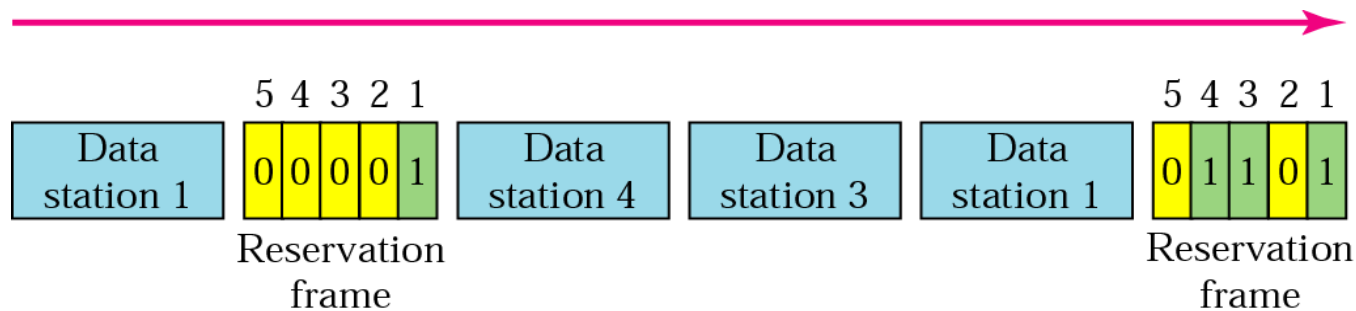 5 4 3 2 1
5 4 3 2 1
Data
station 1
0 0 0 0 1
Data
station 4
Data
station 3
Data
station 1
0 1 1 0 1
Reservation
frame
Reservation
frame